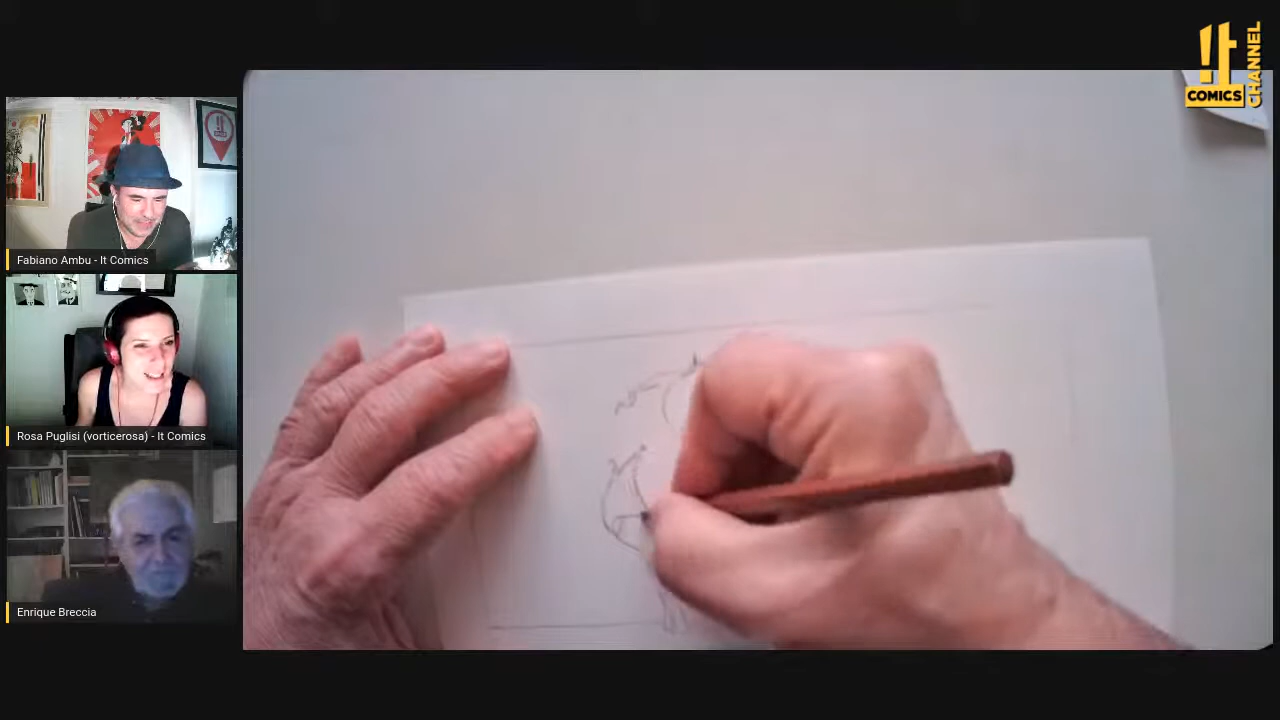 !t
COMICS
CHANNEL
Fabiano Ambu - It Comics
Rosa Puglisi (vorticerosa) - It Comics
Enrique Breccia